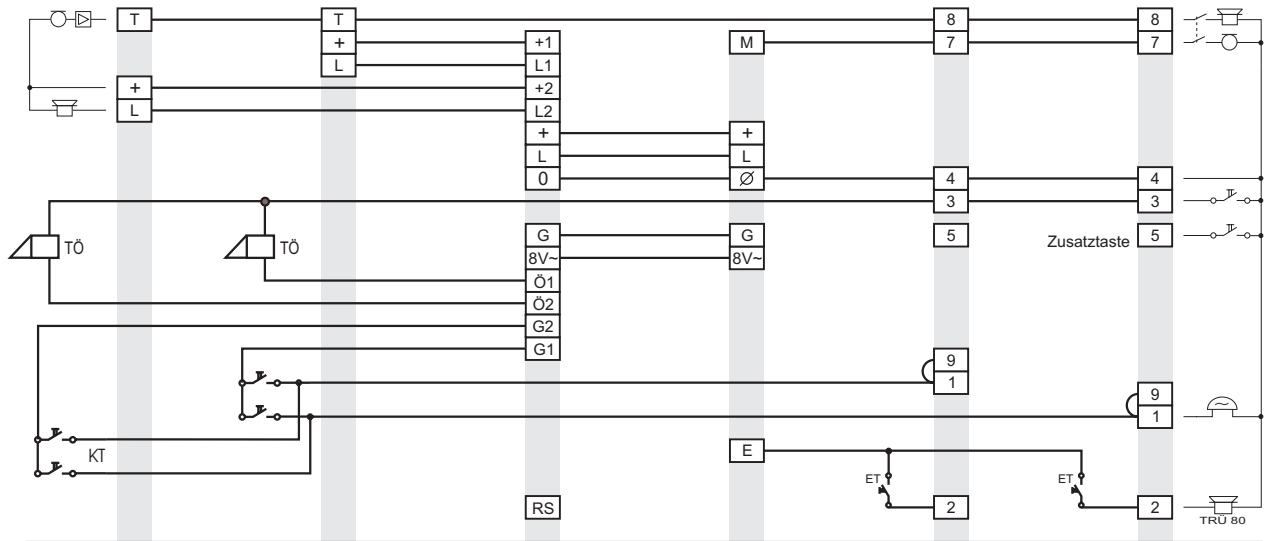 T T 8 8
+ +1 M 7 7
L L1
+ +2
L L2
+ +
L L
0 Ø 4 4
3 3
G G 5 Zusatztaste 5
TÖ TÖ
8V~ 8V~
Ö1
Ö2
G2
G1
9
1
9
1
KT E
ET ET
RS 2 2
TRÜ 80